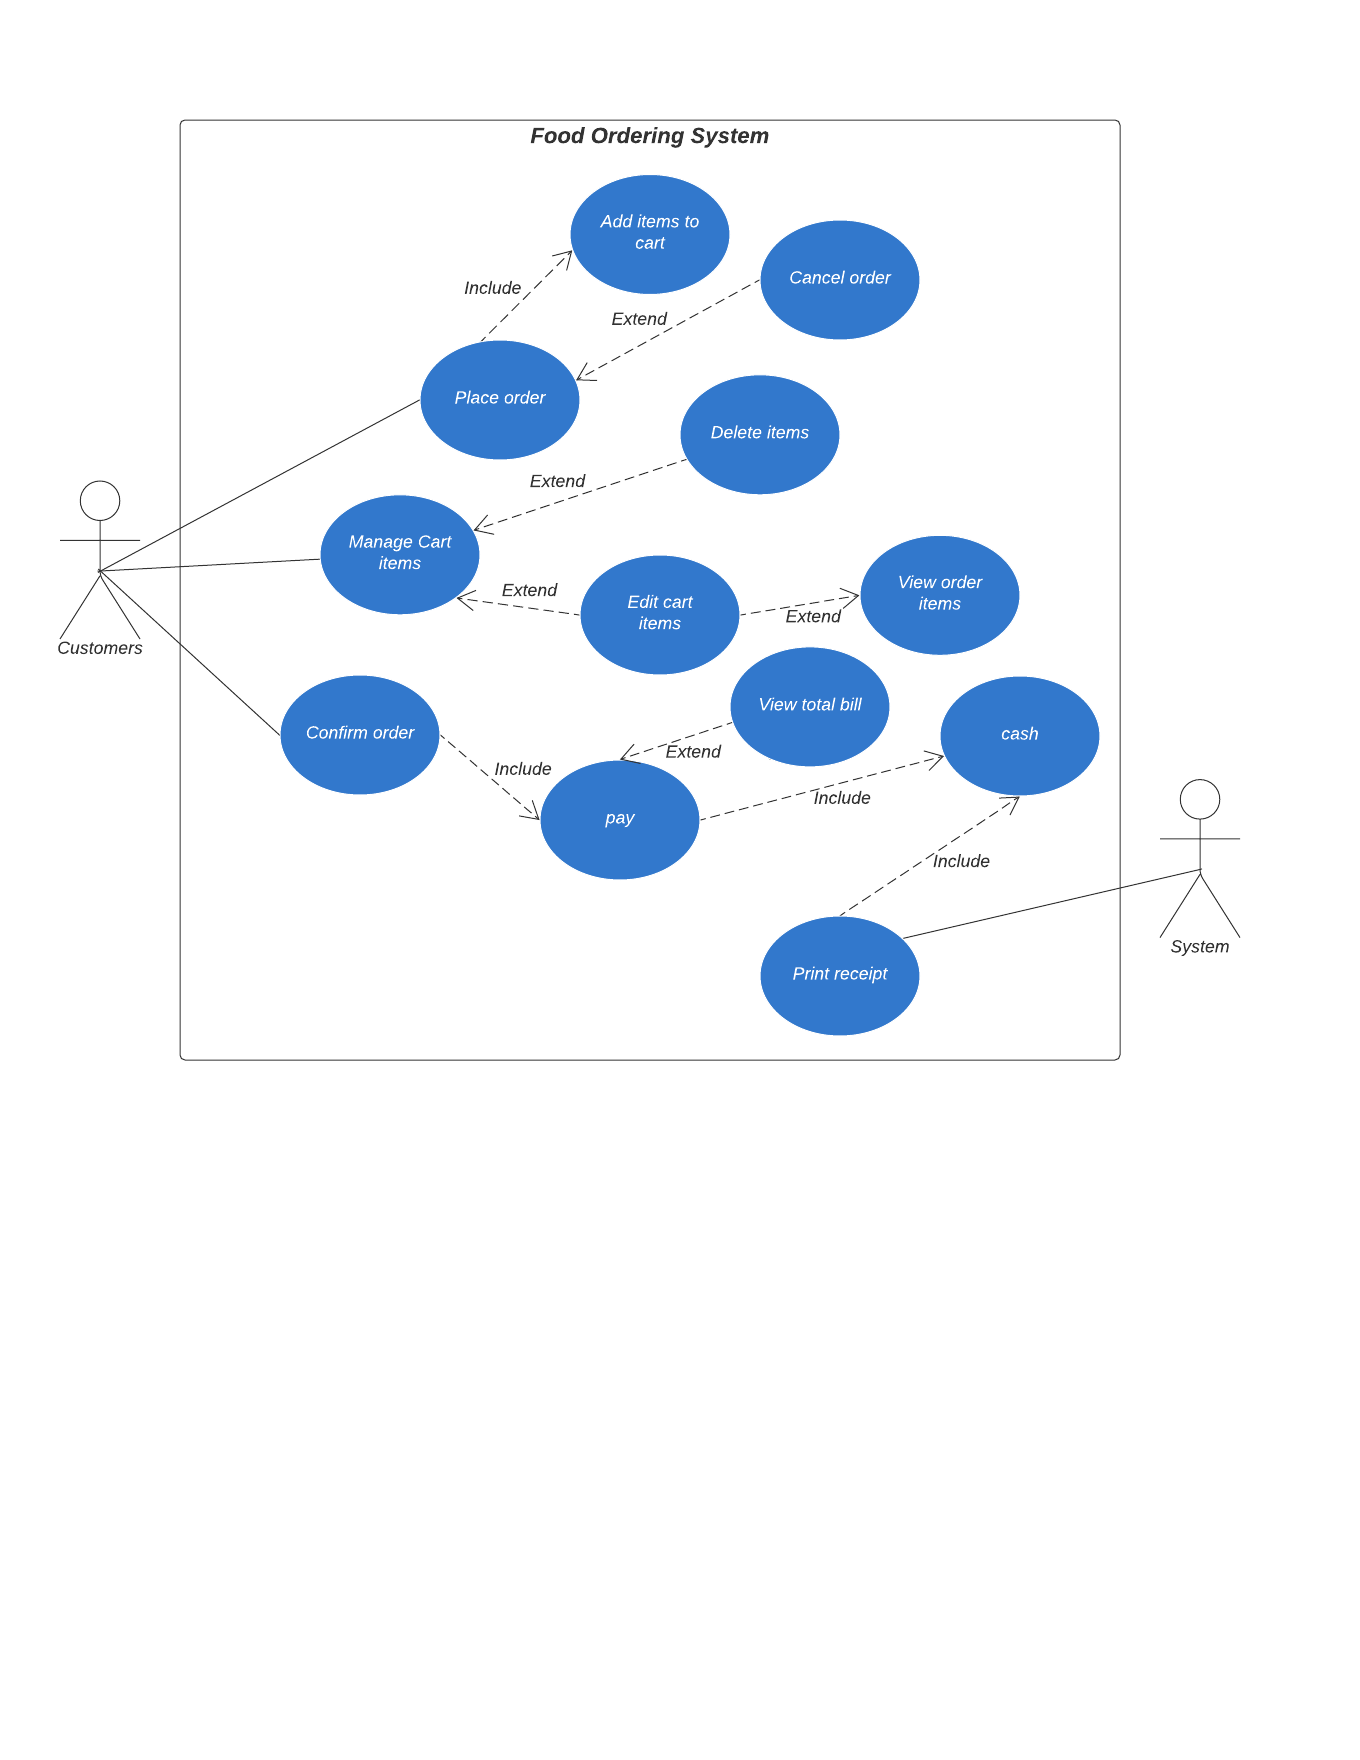 Food Ordering System
Add items to
cart
Cancel order
Include
Extend
Place order
Delete items
Extend
Manage Cart
items
Extend
Edit cart
items
Extend
View order
items
Customers
Confirm order
View total bill
cash
Extend
Include
Include
pay
Include
System
Print receipt